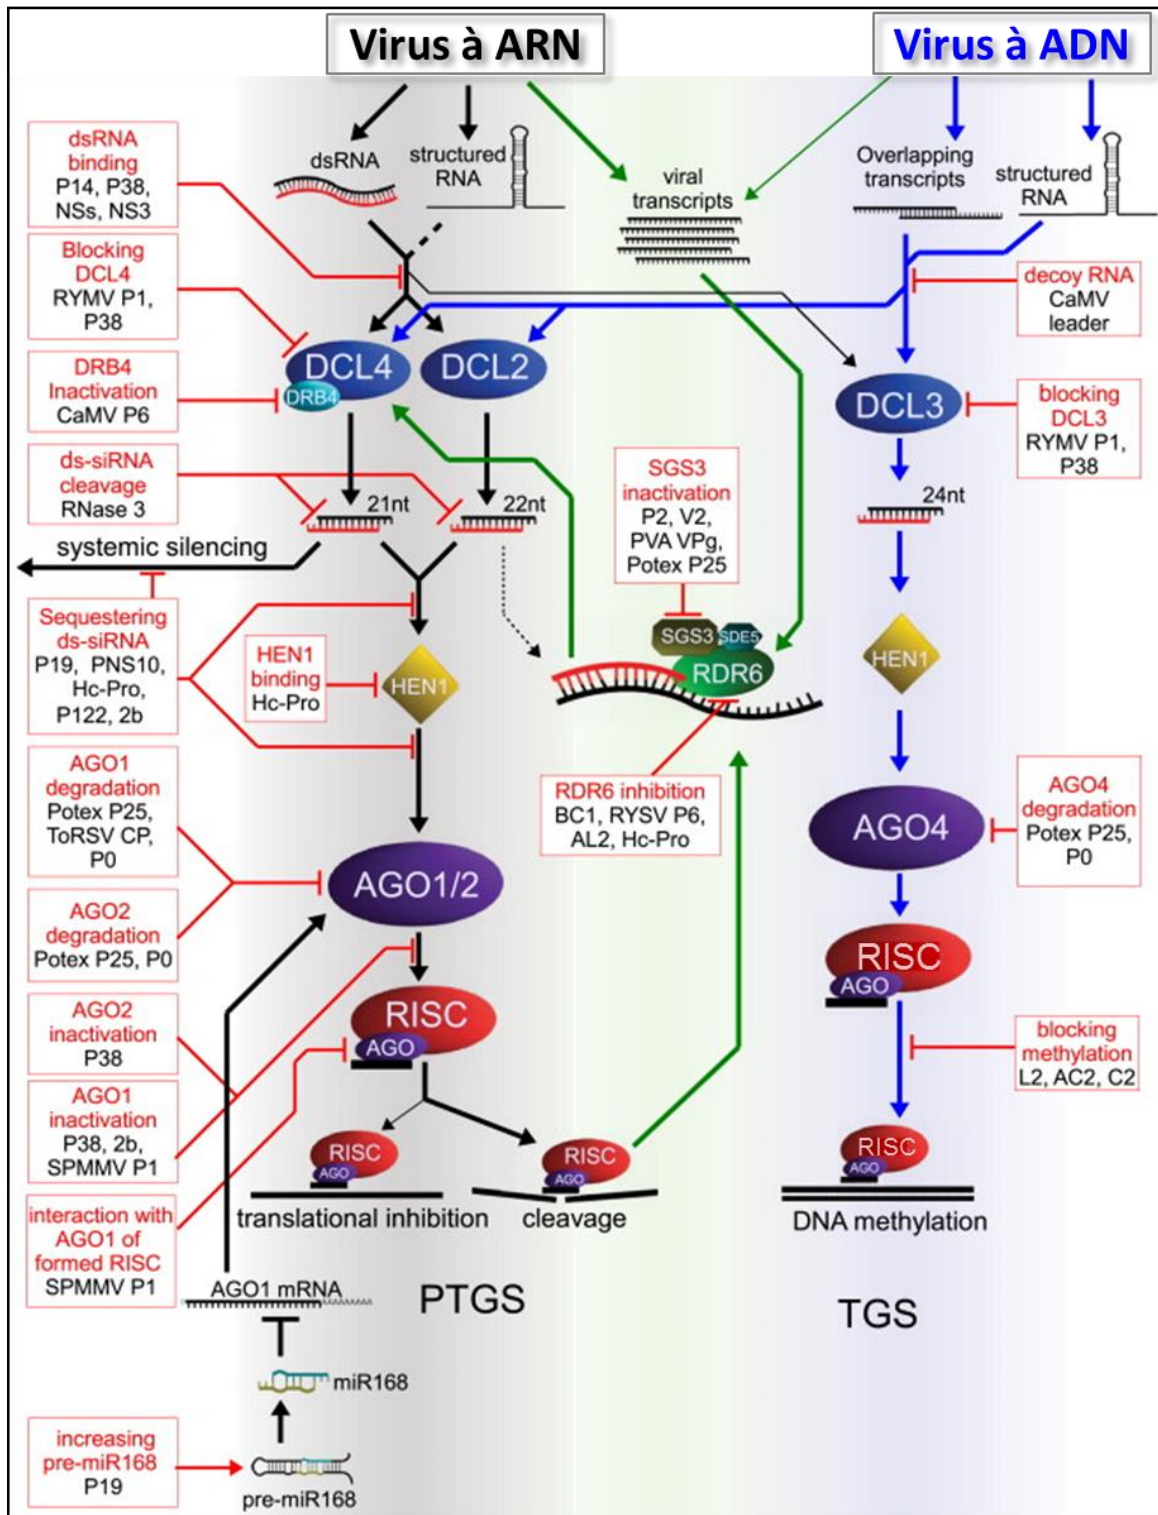 Virus à ARN
Virus à ADN
dsRNA
binding
P14, P38,
NSs, NS3
Blocking
DCL4
RYMV P1,
P38
DRB4
Inactivation
CaMV P6
ds-siRNA
cleavage
RNase 3
systemic silencing
Sequestering
ds-siRNA
P19, PNS10,
Hc-Pro,
P122, 2b
HEN1
binding
Hc-Pro
AGO1
degradation
Potex P25,
ToRSV CP,
P0
AGO2
degradation
Potex P25, P0
AGO2
inactivation
P38
AGO1
inactivation
P38, 2b,
SPMMV P1
interaction with
AGO1 of
formed RISC
SPMMV P1
increasing
pre-miR168
P19
dsRNA
structured
RNA
DCL4
DRB4
DCL2
21nt
22nt
HEN1
AGO1/2
RISC
AGO
RISC
AGO
translational inhibition
RISC
AGO
cleavage
AGO1 mRNA
miR168
pre-miR168
PTGS
viral
transcripts
SGS3
inactivation
P2, V2,
PVA VPg,
Potex P25
SGS3
SDE5
RDR6
RDR6 inhibition
BC1, RYSV P6,
AL2, Hc-Pro
Overlapping
transcripts
structured
RNA
decoy RNA
CaMV
leader
DCL3
blocking
DCL3
RYMV P1,
P38
24nt
HEN1
AGO4
AGO4
degradation
Potex P25,
P0
RISC
AGO
blocking
methylation
L2, AC2, C2
RISC
AGO
DNA methylation
TGS